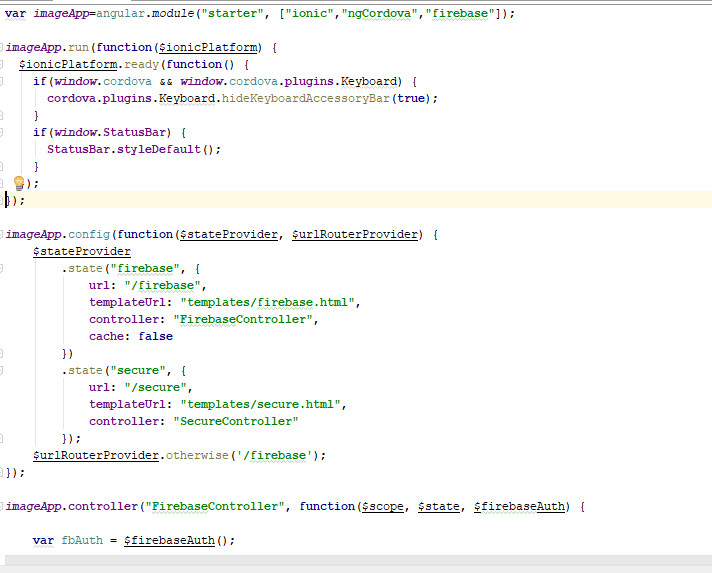 var imageApp=angular.module("starter", ["ionic","ngCordova","firebase"]);
imageApp.run(function($ionicPlatform) {
$ionicPlatform.ready(function() {
if(window.cordova && window.cordova.plugins.Keyboard) {
cordova.plugins.Keyboard.hideKeyboardAccessoryBar(true);
}
if(window.StatusBar) {
StatusBar.styleDefault();
}
});
});
imageApp.config(function($stateProvider, $urlRouterProvider) {
$stateProvider
.state("firebase", {
url: "/firebase",
templateUrl: "templates/firebase.html",
controller: "FirebaseController",
cache: false
})
.state("secure", {
url: "/secure",
templateUrl: "templates/secure.html",
controller: "SecureController"
});
$urlRouterProvider.otherwise('/firebase');
});
imageApp.controller("FirebaseController", function($scope, $state, $firebaseAuth) {
var fbAuth = $firebaseAuth();